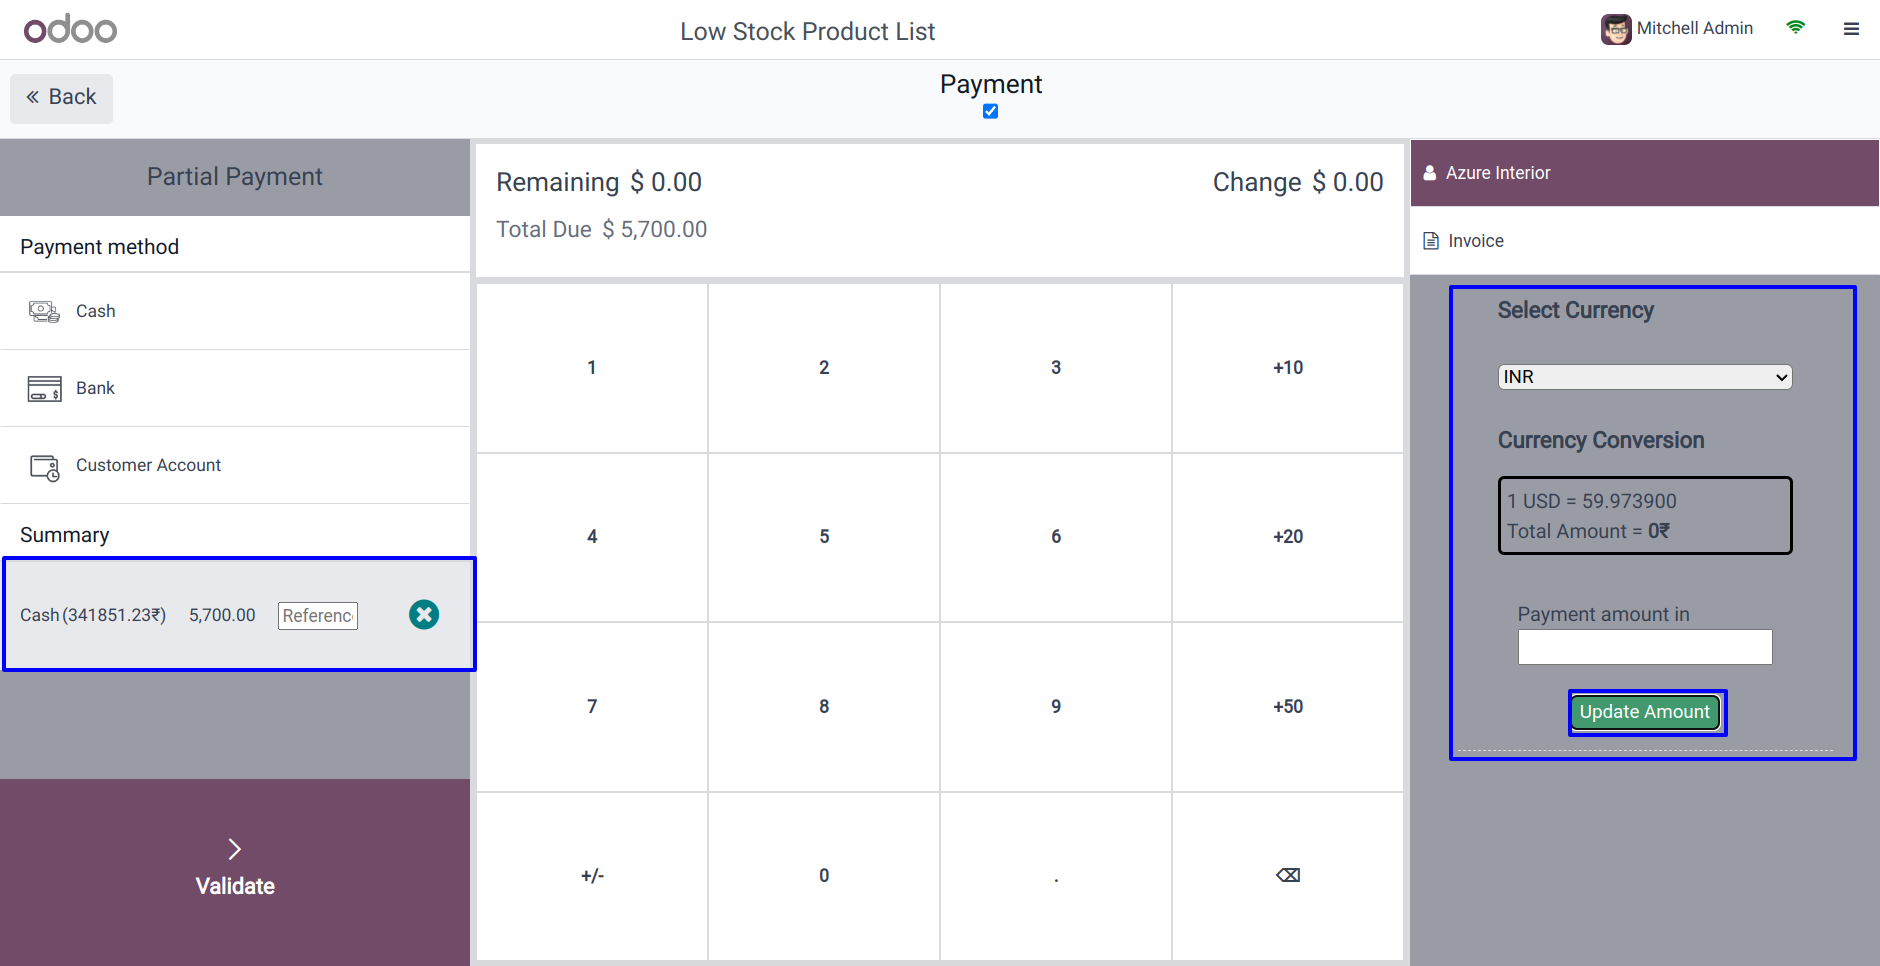 odoo
Low Stock Product List
Mitchell Admin
Back
Payment
Partial Payment
Payment method
Cash
Bank
Customer Account
Summary
Cash (341851.23₹) 5,700.00 Referenc
Validate
Remaining $ 0.00
Change $ 0.00
Total Due $ 5,700.00
1 2 3 +10
4 5 6 +20
7 8 9 +50
+/- 0 . ⌫
Azure Interior
Invoice
Select Currency
INR
Currency Conversion
1 USD = 59.973900
Total Amount = 0₹
Payment amount in
Update Amount